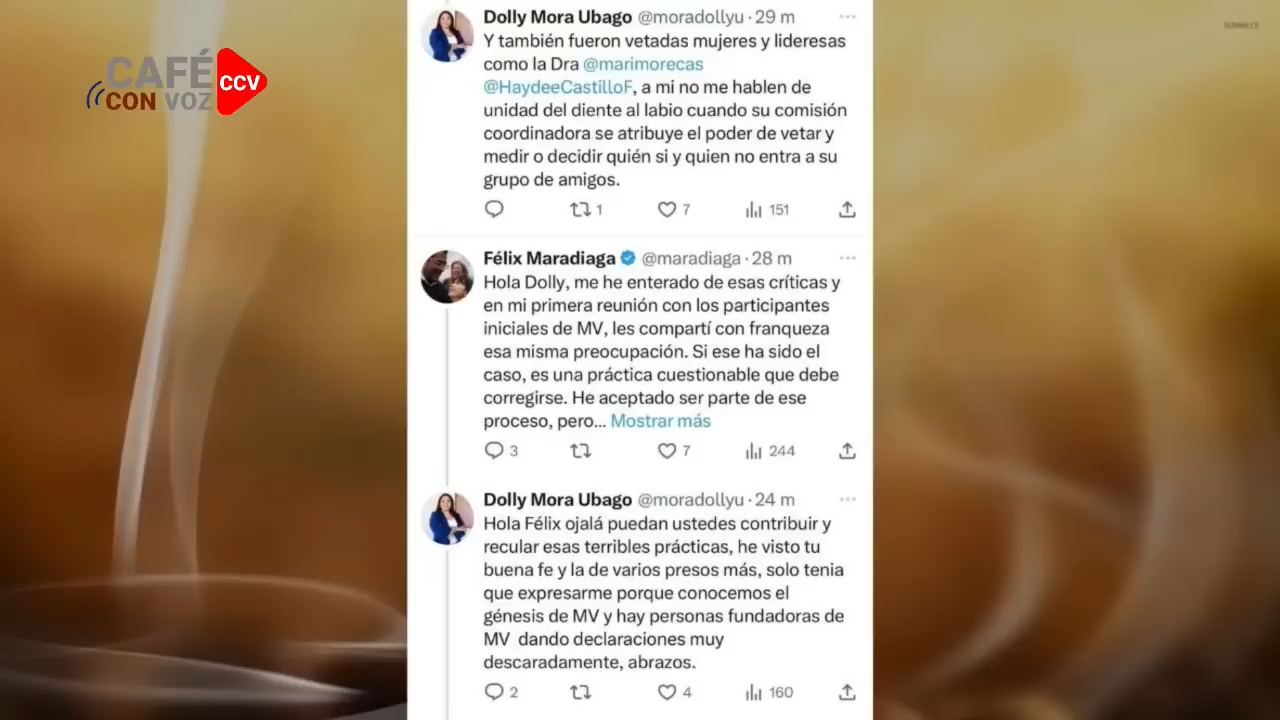 CAFÉ
CON VOZ
CCV
Dolly Mora Ubago @moradollyu · 29 m
Y también fueron vetadas mujeres y lideresas
como la Dra @marimorecas
@HaydeeCastilloF, a mi no me hablen de
unidad del diente al labio cuando su comisión
coordinadora se atribuye el poder de vetar y
medir o decidir quién si y quien no entra a su
grupo de amigos.
1 7 151
Félix Maradiaga @maradiaga · 28 m
Hola Dolly, me he enterado de esas críticas y
en mi primera reunión con los participantes
iniciales de MV, les compartí con franqueza
esa misma preocupación. Si ese ha sido el
caso, es una práctica cuestionable que debe
corregirse. He aceptado ser parte de ese
proceso, pero... Mostrar más
3 7 244
Dolly Mora Ubago @moradollyu · 24 m
Hola Félix ojalá puedan ustedes contribuir y
recular esas terribles prácticas, he visto tu
buena fe y la de varios presos más, solo tenia
que expresarme porque conocemos el
génesis de MV y hay personas fundadoras de
MV dando declaraciones muy
descaradamente, abrazos.
2 4 160